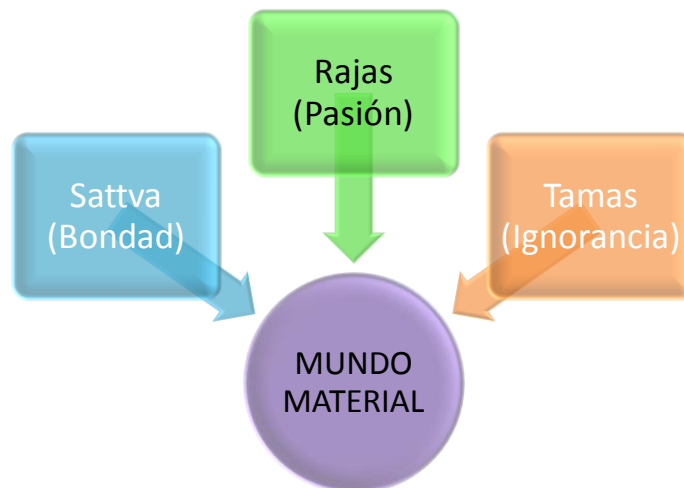 Rajas
(Pasión)
Sattva
(Bondad)
Tamas
(Ignorancia)
MUNDO
MATERIAL